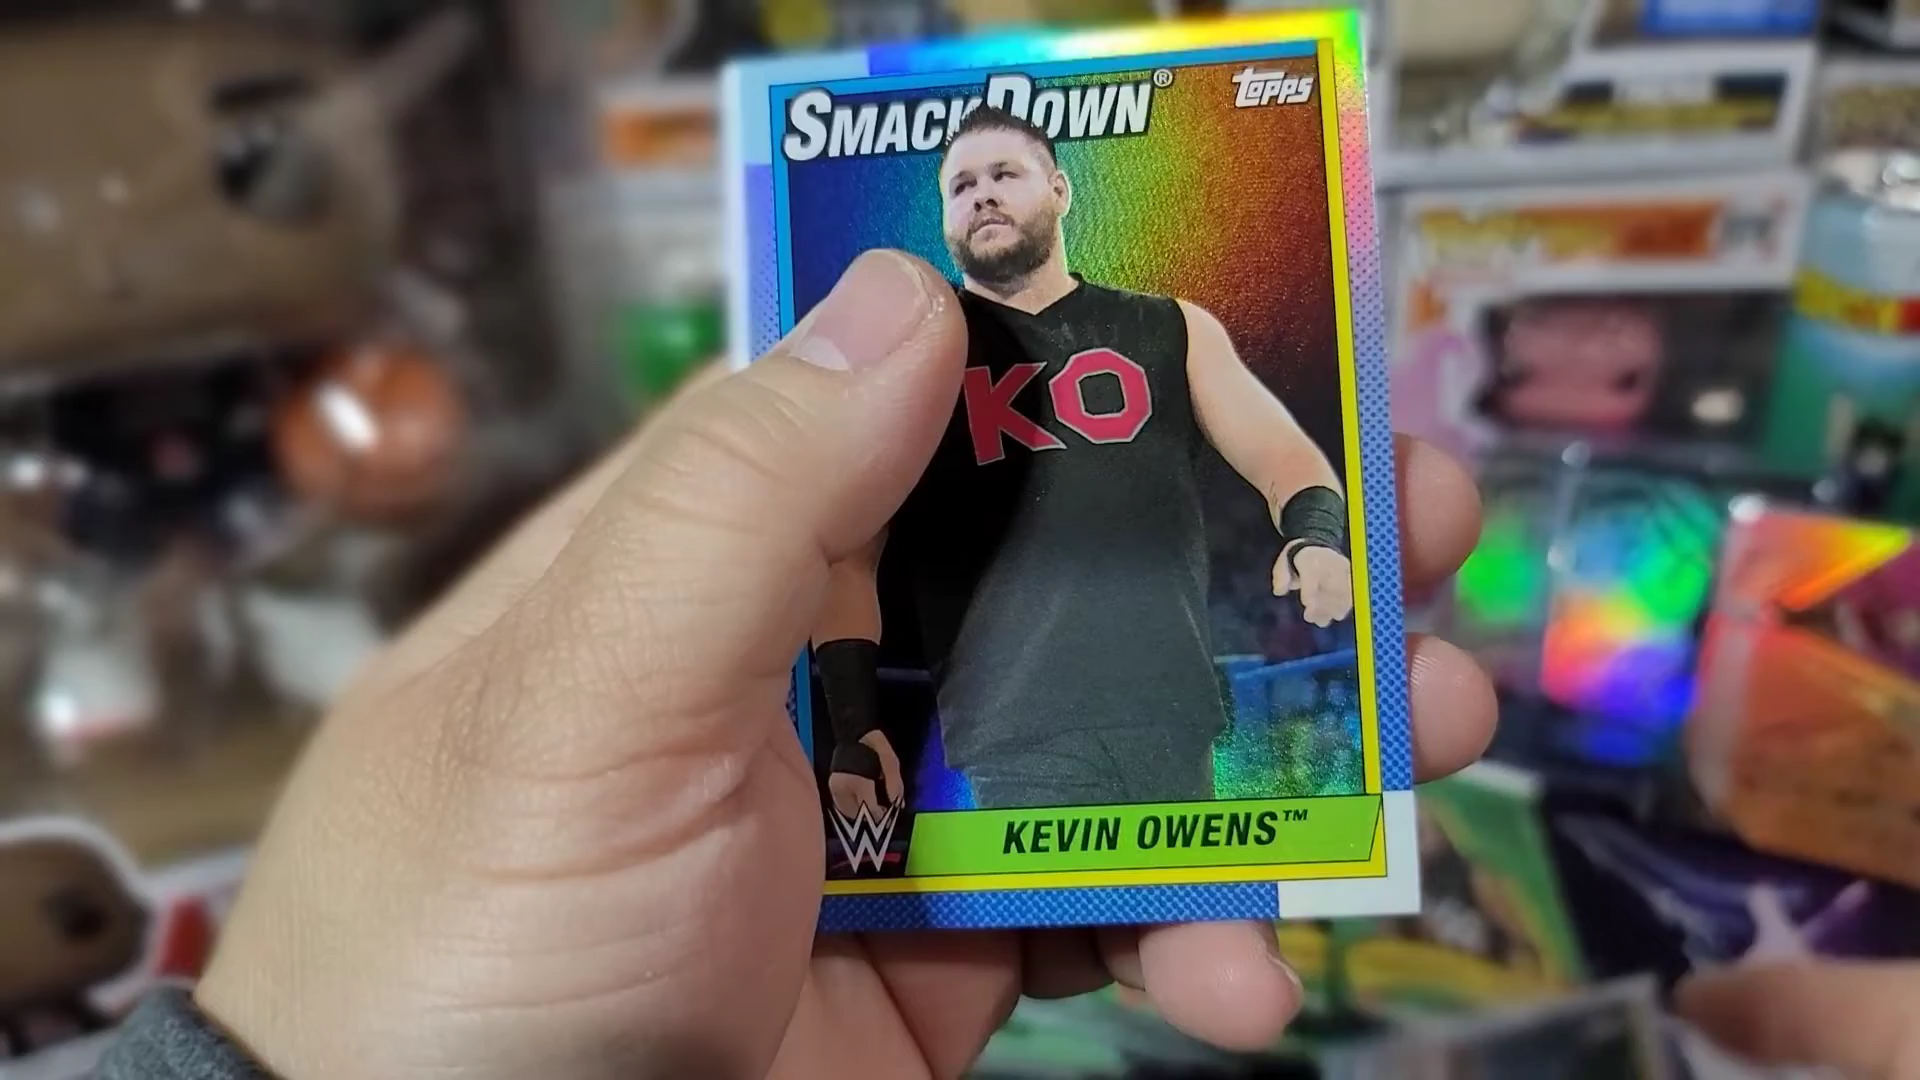 SMACKDOWN®
TOPPS
KO
KEVIN OWENS™
W